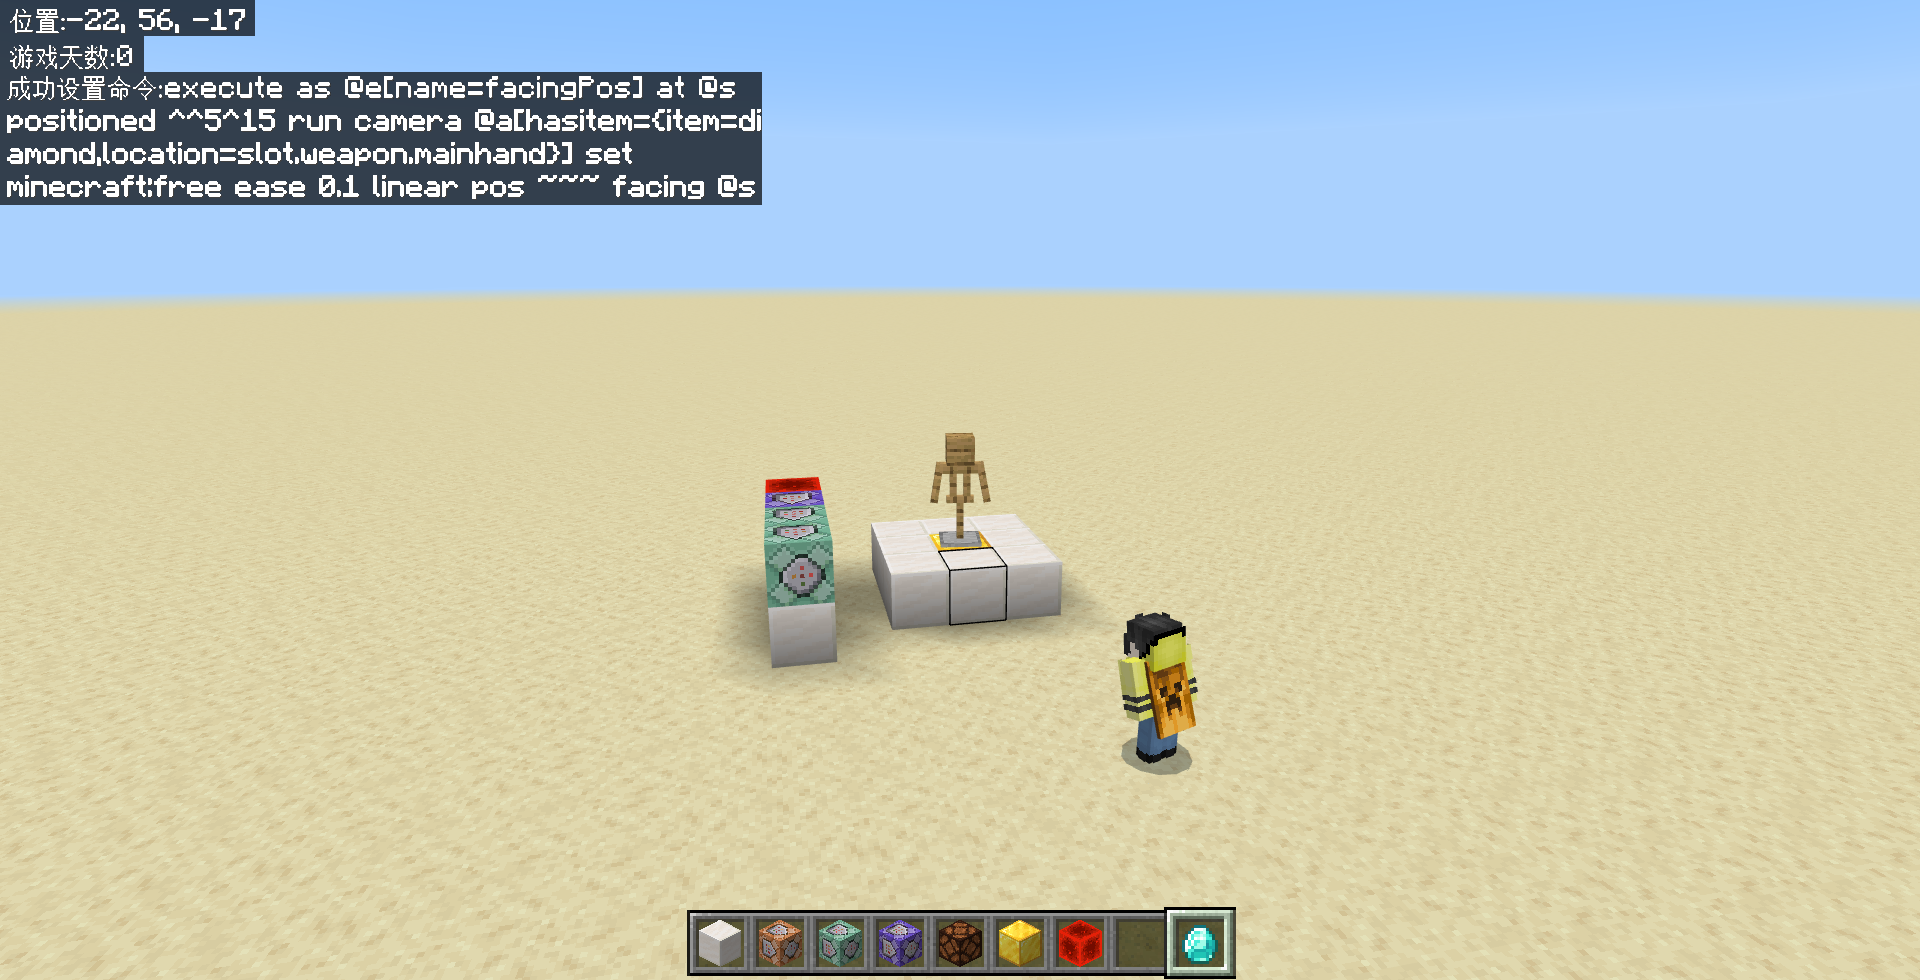 位置:-22, 56, -17
游戏天数:0
成功设置命令:execute as @e[name=facingPos] at @s
positioned ^^5^15 run camera @a[hasitem={item=di
amond,location=slot.weapon.mainhand}] set
minecraft:free ease 0.1 linear pos ~~~ facing @s